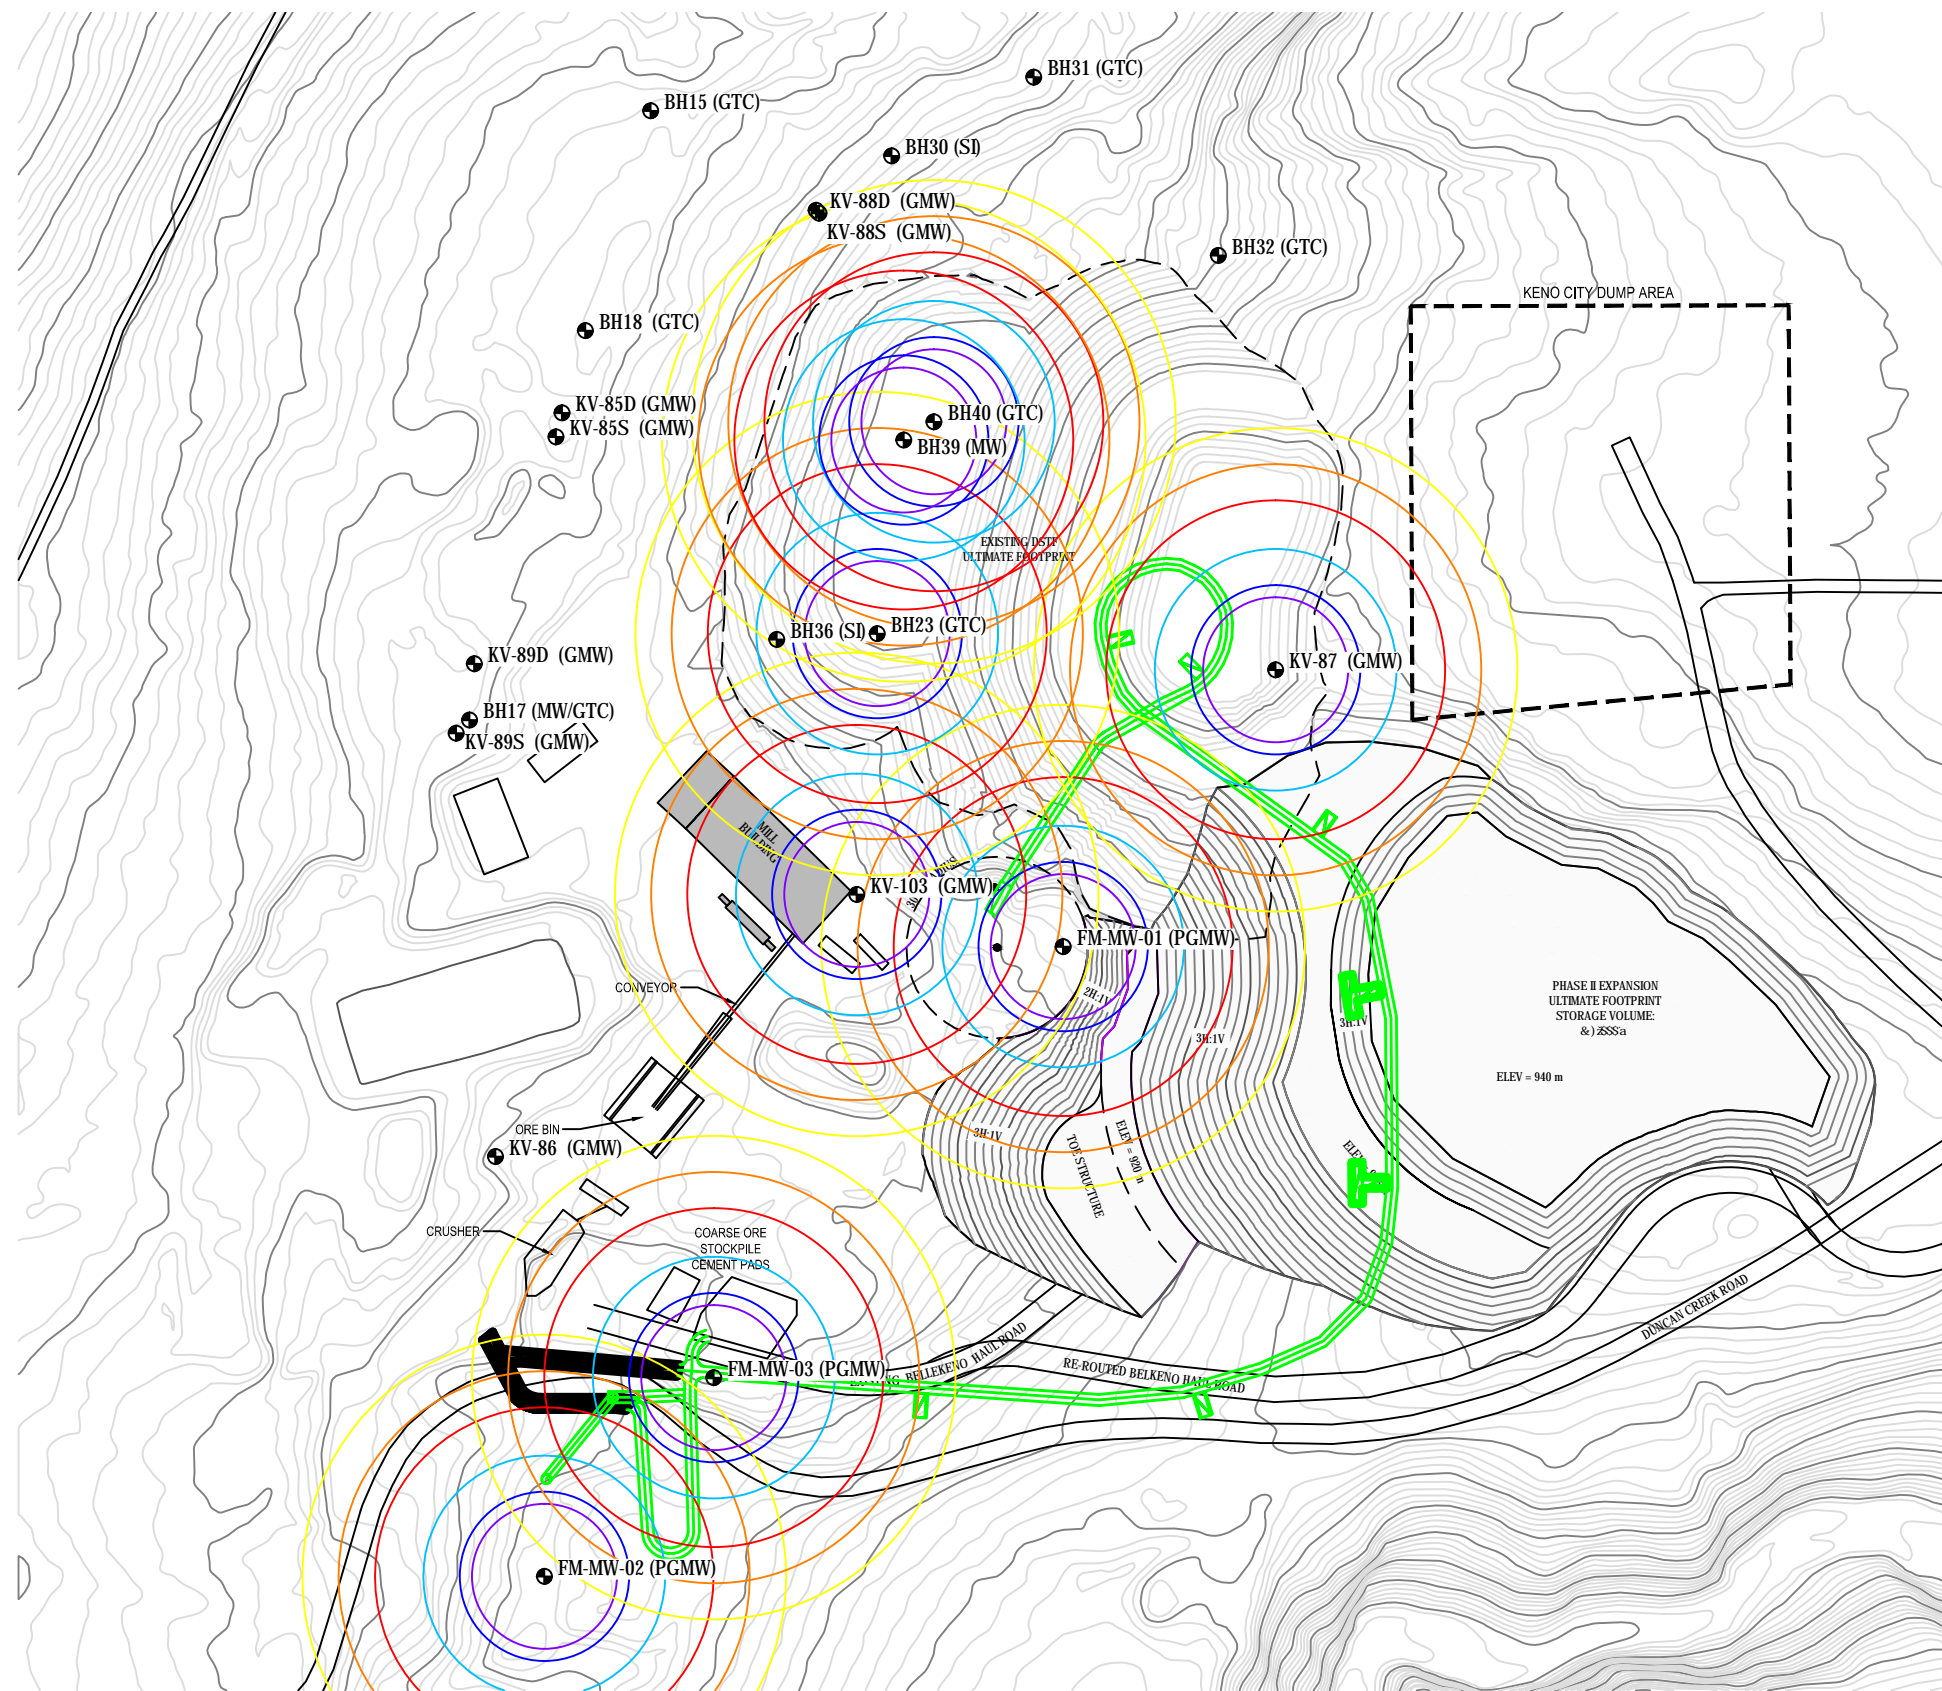 BH31 (GTC)
BH15 (GTC)
BH30 (SI)
KV-88D (GMW)
KV-88S (GMW)
BH32 (GTC)
KENO CITY DUMP AREA
BH18 (GTC)
KV-85D (GMW)
KV-85S (GMW)
BH40 (GTC)
BH39 (MW)
EXISTING DSTF
ULTIMATE FOOTPRINT
BH36 (SI)
BH23 (GTC)
KV-89D (GMW)
KV-87 (GMW)
BH17 (MW/GTC)
KV-89S (GMW)
MILL
BUILDING
KV-103 (GMW)
FM-MW-01 (PGMW)
CONVEYOR
2H:1V
3H:1V
3H:1V
PHASE II EXPANSION
ULTIMATE FOOTPRINT
STORAGE VOLUME:
ELEV = 940 m
ORE BIN
KV-86 (GMW)
3H:1V
TOE STRUCTURE
ELEV = 920 m
ELEV
CRUSHER
COARSE ORE
STOCKPILE
CEMENT PADS
FM-MW-03 (PGMW)
BELLEKENO HAUL ROAD
RE-ROUTED BELKENO HAUL ROAD
DUNCAN CREEK ROAD
FM-MW-02 (PGMW)